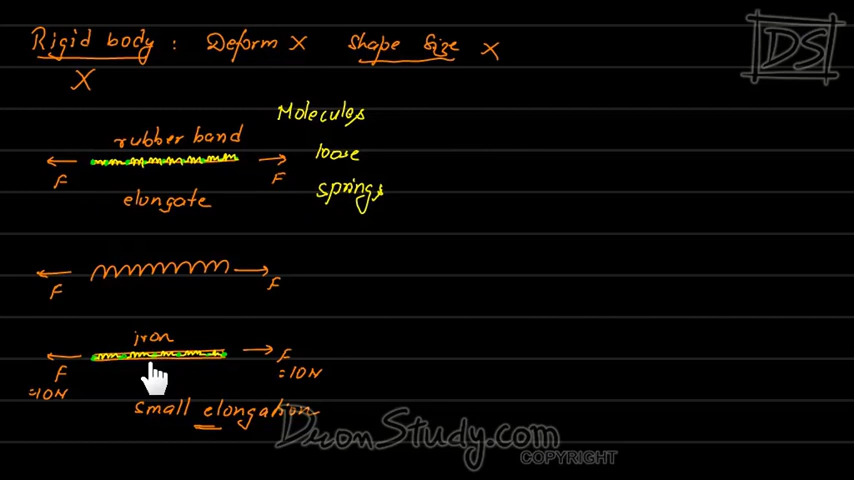 Rigid body : Deform X Shape Size X
X
DS
Molecules
rubber band
loose
F F
springs
elongate
F F
iron
F F
=10N =10N
small elongation
DronStudy.com
COPYRIGHT